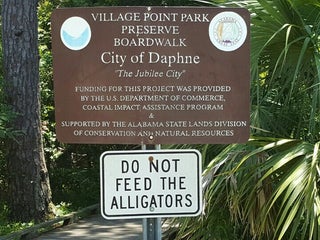 VILLAGE POINT PARK
PRESERVE
BOARDWALK
City of Daphne
"The Jubilee City"
FUNDING FOR THIS PROJECT WAS PROVIDED
BY THE U.S. DEPARTMENT OF COMMERCE,
COASTAL IMPACT ASSISTANCE PROGRAM
&
SUPPORTED BY THE ALABAMA STATE LANDS DIVISION
OF CONSERVATION AND NATURAL RESOURCES
DO NOT
FEED THE
ALLIGATORS